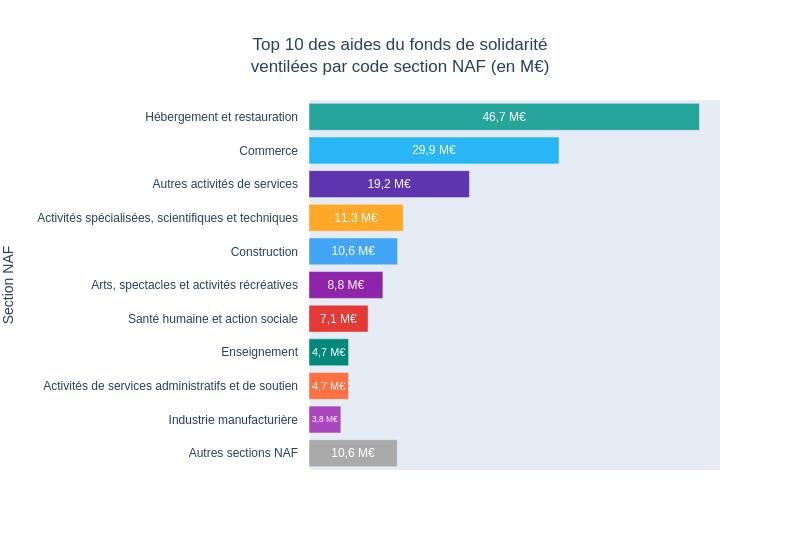 Top 10 des aides du fonds de solidarité
ventilées par code section NAF (en M€)
Section NAF
Hébergement et restauration 46,7 M€
Commerce 29,9 M€
Autres activités de services 19,2 M€
Activités spécialisées, scientifiques et techniques 11,3 M€
Construction 10,6 M€
Arts, spectacles et activités récréatives 8,8 M€
Santé humaine et action sociale 7,1 M€
Enseignement 4,7 M€
Activités de services administratifs et de soutien 4,7 M€
Industrie manufacturière 3,8 M€
Autres sections NAF 10,6 M€